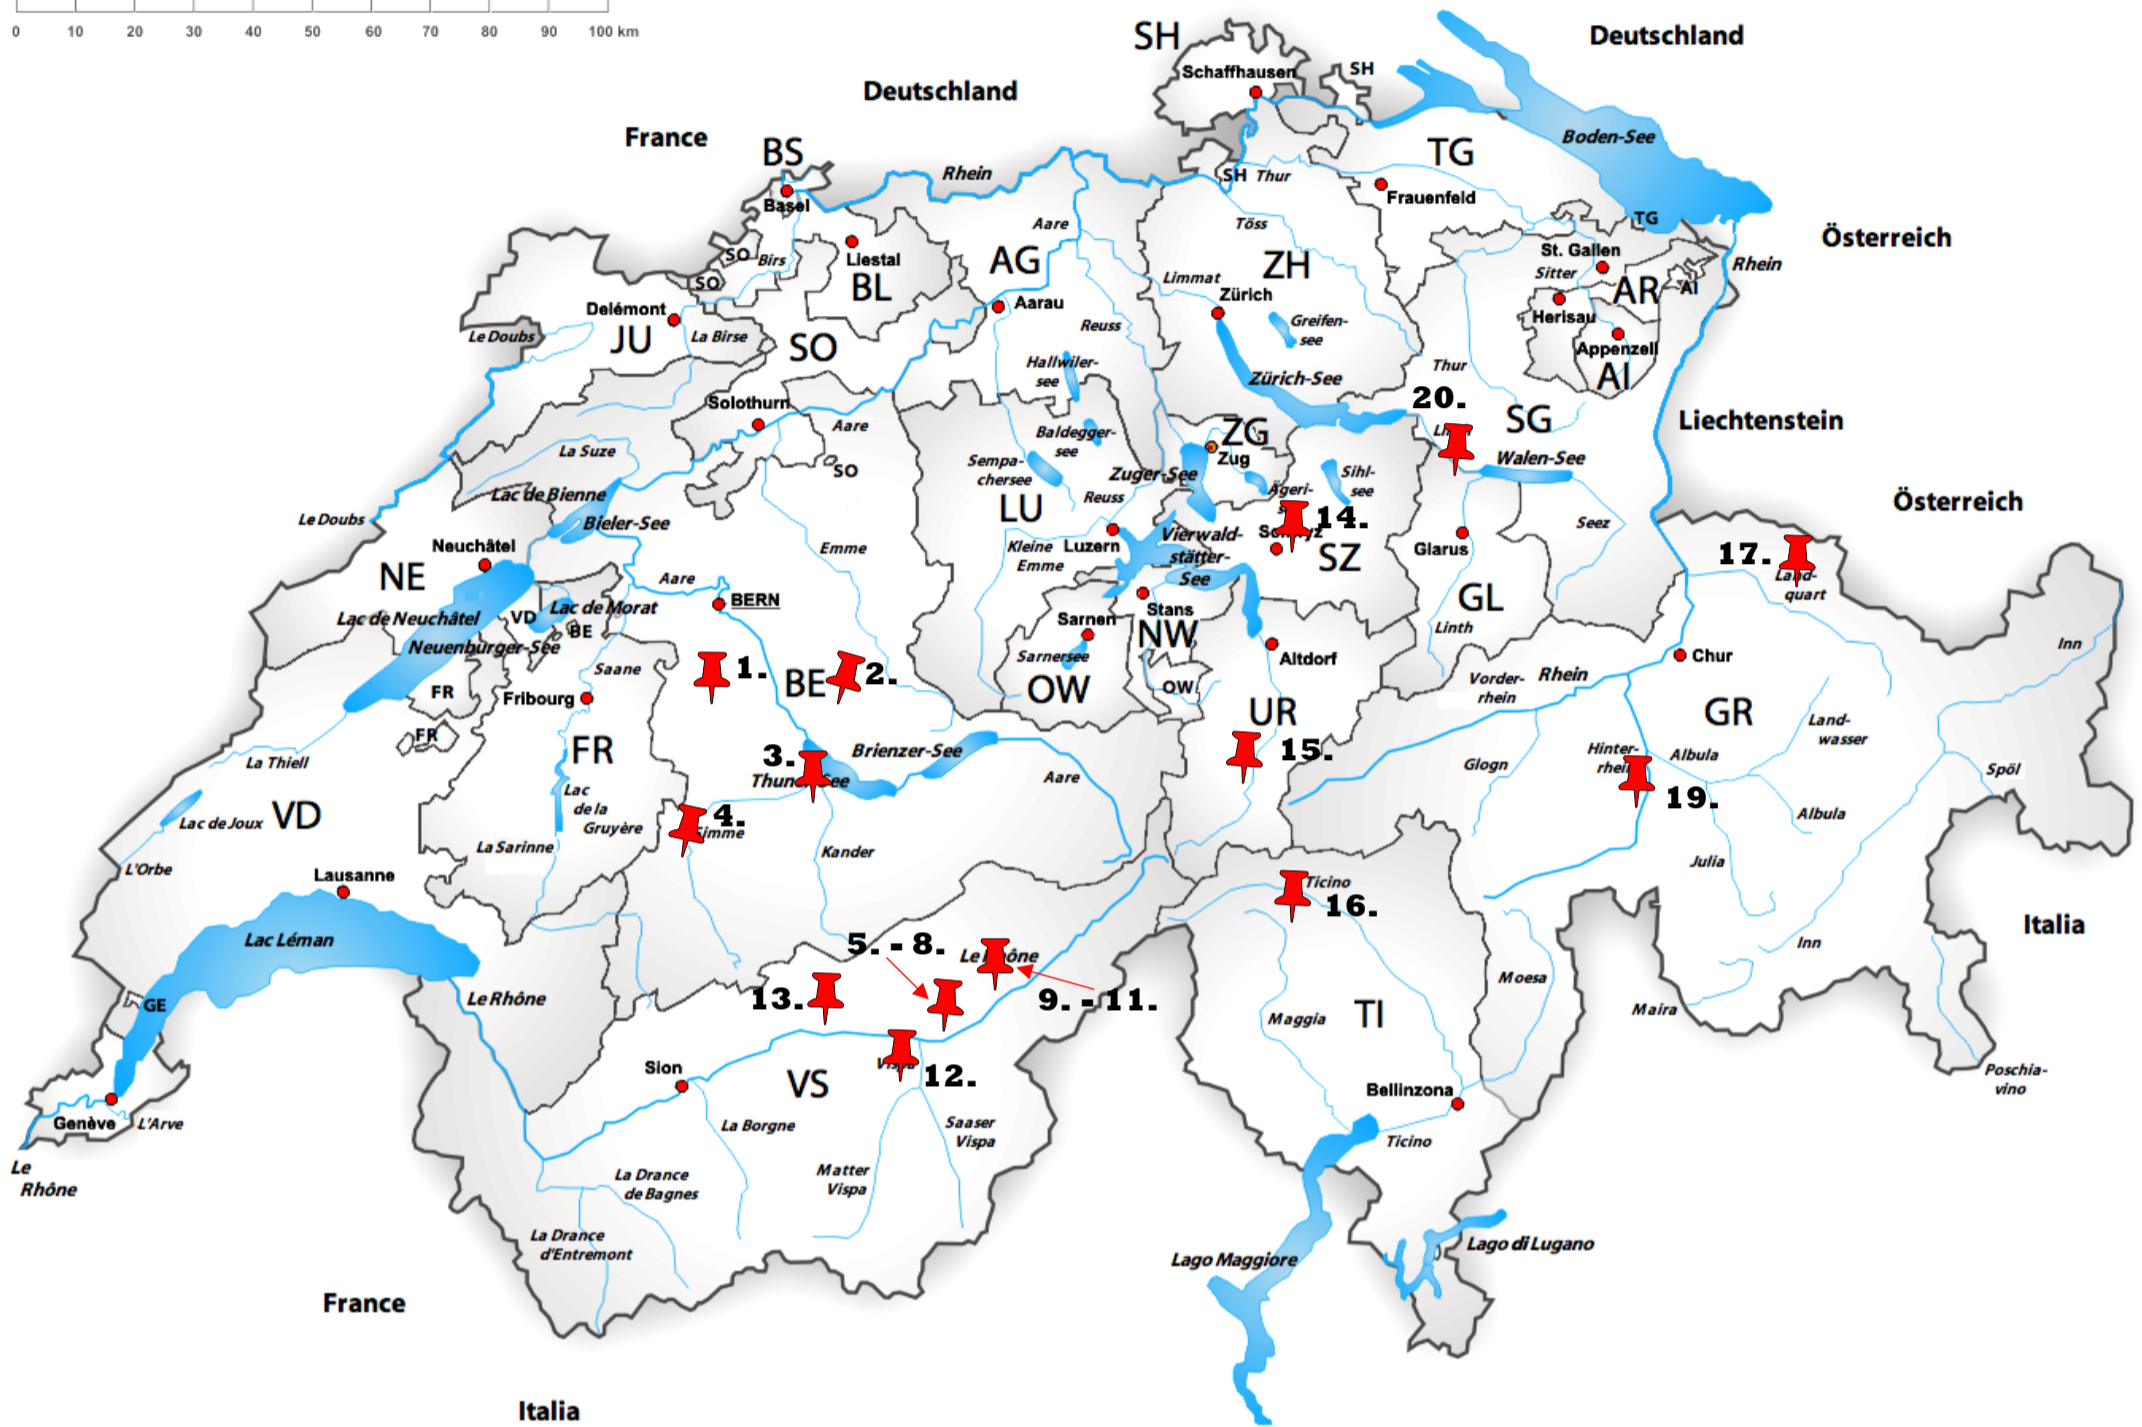 0 10 20 30 40 50 60 70 80 90 100 km
SH
Deutschland
Schaffhausen
SH
Deutschland
France
BS
Boden-See
TG
Rhein
SH
Thur
Frauenfeld
Basel
TG
Aare
Töss
Österreich
SO
Birs
Liestal
AG
St. Gallen
Rhein
BL
ZH
Sitter
SO
Limmat
AR
AI
Zürich
Aarau
Delémont
Herisau
Le Doubs
JU
La Birse
SO
Reuss
Greifen-
see
Appenzell
Hallwiler-
see
Thur
AI
Zürich-See
Solothurn
20.
SG
Liechtenstein
Aare
Baldegger-
see
ZG
La Suze
SO
Sempa-
chersee
Zug
Walen-See
Zuger-See
Sihl-
see
Lac de Bienne
Reuss
Ägeri-
LU
Österreich
Le Doubs
Bieler-See
14.
Seez
Neuchâtel
Emme
Kleine
Emme
Luzern
Vierwald-
stätter-
See
SZ
Glarus
17.
NE
Aare
Land-
quart
BERN
Lac de Morat
Stans
GL
Lac de Neuchâtel
VD
BE
Sarnen
NW
Linth
Neuenburger-See
Inn
Saane
Sarnersee
Altdorf
Chur
1.
BE
2.
OW
OW
Vorder-
rhein
Rhein
FR
Fribourg
UR
GR
FR
FR
Land-
wasser
La Thiell
3.
Brienzer-See
15.
Hinter-
rhein
Albula
Aare
Glogn
Spöl
Lac
de la
Gruyère
19.
VD
Lac de Joux
4.
Simme
Albula
La Sarinne
Kander
Julia
L'Orbe
Lausanne
Ticino
16.
Lac Léman
5. - 8.
Inn
Italia
Moesa
Le Rhône
13.
9. - 11.
GE
Maggia
TI
Maira
Sion
VS
12.
Bellinzona
Poschia-
vino
Genève
L'Arve
La Borgne
Saaser
Vispa
Ticino
Le
Rhône
La Drance
de Bagnes
Matter
Vispa
La Drance
d'Entremont
Lago Maggiore
Lago di Lugano
France
Italia